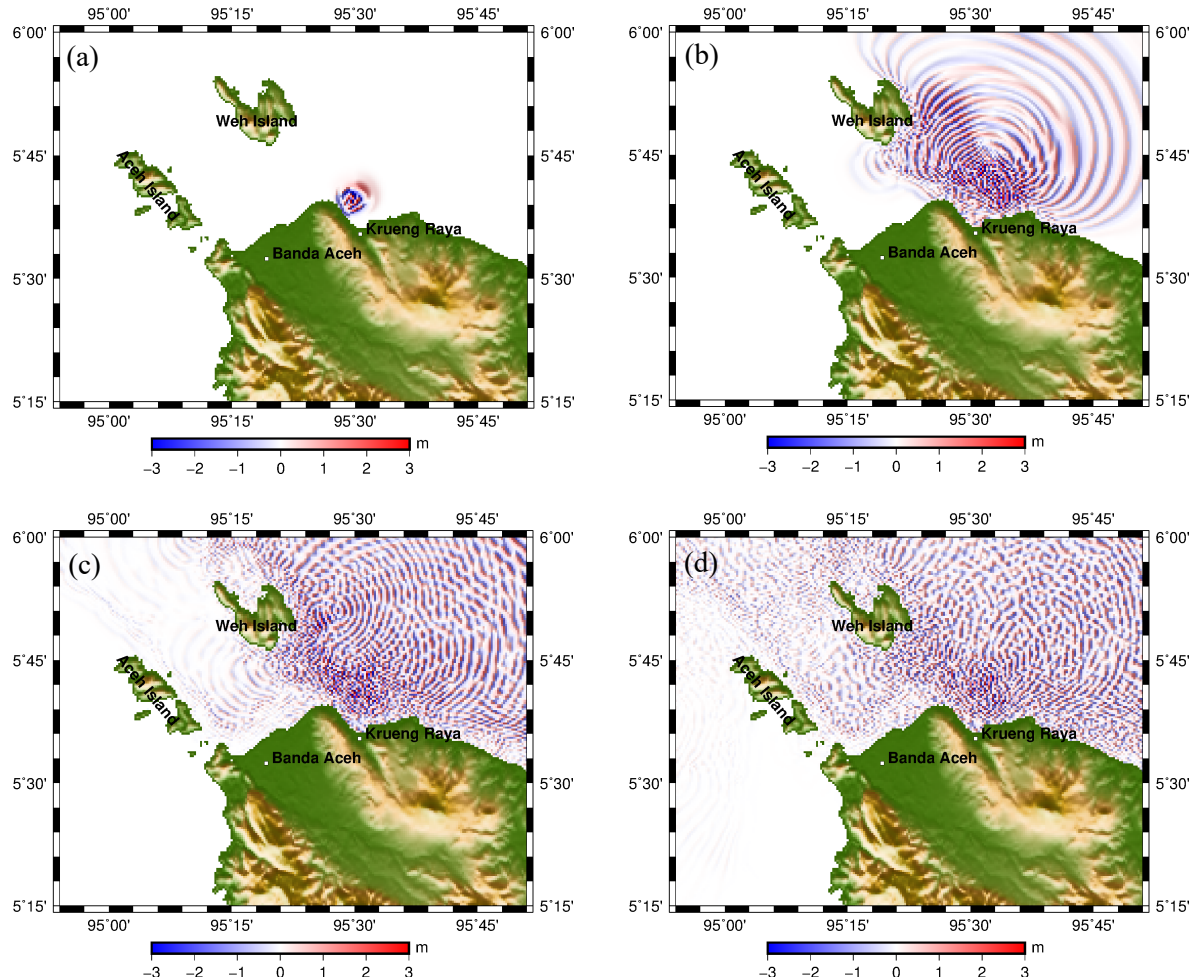 95°00' 95°15' 95°30' 95°45'
95°00' 95°15' 95°30' 95°45'
6°00' (a) 6°00' (b) 6°00'
Weh Island
Weh Island
5°45' 5°45' 5°45'
Aceh Island
Aceh Island
Krueng Raya
Krueng Raya
Banda Aceh
Banda Aceh
5°30' 5°30' 5°30'
5°15' 5°15' 5°15'
95°00' 95°15' 95°30' 95°45'
95°00' 95°15' 95°30' 95°45'
m
−3 −2 −1 0 1 2 3
m
−3 −2 −1 0 1 2 3
95°00' 95°15' 95°30' 95°45'
95°00' 95°15' 95°30' 95°45'
6°00' (c) 6°00' (d) 6°00'
Weh Island
Weh Island
5°45' 5°45' 5°45'
Aceh Island
Aceh Island
Krueng Raya
Krueng Raya
Banda Aceh
Banda Aceh
5°30' 5°30' 5°30'
5°15' 5°15' 5°15'
95°00' 95°15' 95°30' 95°45'
95°00' 95°15' 95°30' 95°45'
m
−3 −2 −1 0 1 2 3
m
−3 −2 −1 0 1 2 3